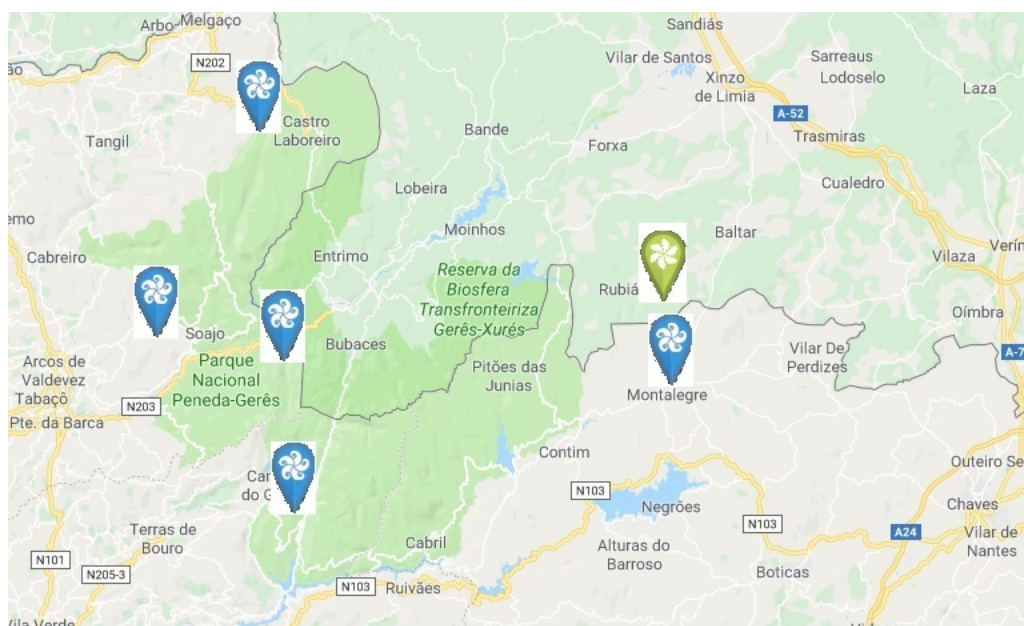 Arbo
Melgaço
Sandiás
N202
Vilar de Santos
Sarreaus
Xinzo
de Limia
Lodoselo
Laza
A-52
Castro
Laboreiro
Bande
Trasmiras
Tangil
Forxa
Lobeira
Cualedro
Moinhos
Baltar
Cabreiro
Entrimo
Vilaza
Reserva da
Biosfera
Transfronteiriza
Gerês-Xurés
Oímbra
Soajo
Bubaces
Vilar De
Perdizes
Arcos de
Valdevez
Tabaçô
Parque
Nacional
Peneda-Gerês
Pitões das
Junias
Montalegre
N203
Pte. da Barca
Contim
Outeiro
N103
Negrões
Chaves
N103
A24
Terras de
Bouro
Cabril
Alturas do
Barroso
Vilar de
Nantes
N101
N205-3
N103
Ruivães
Boticas